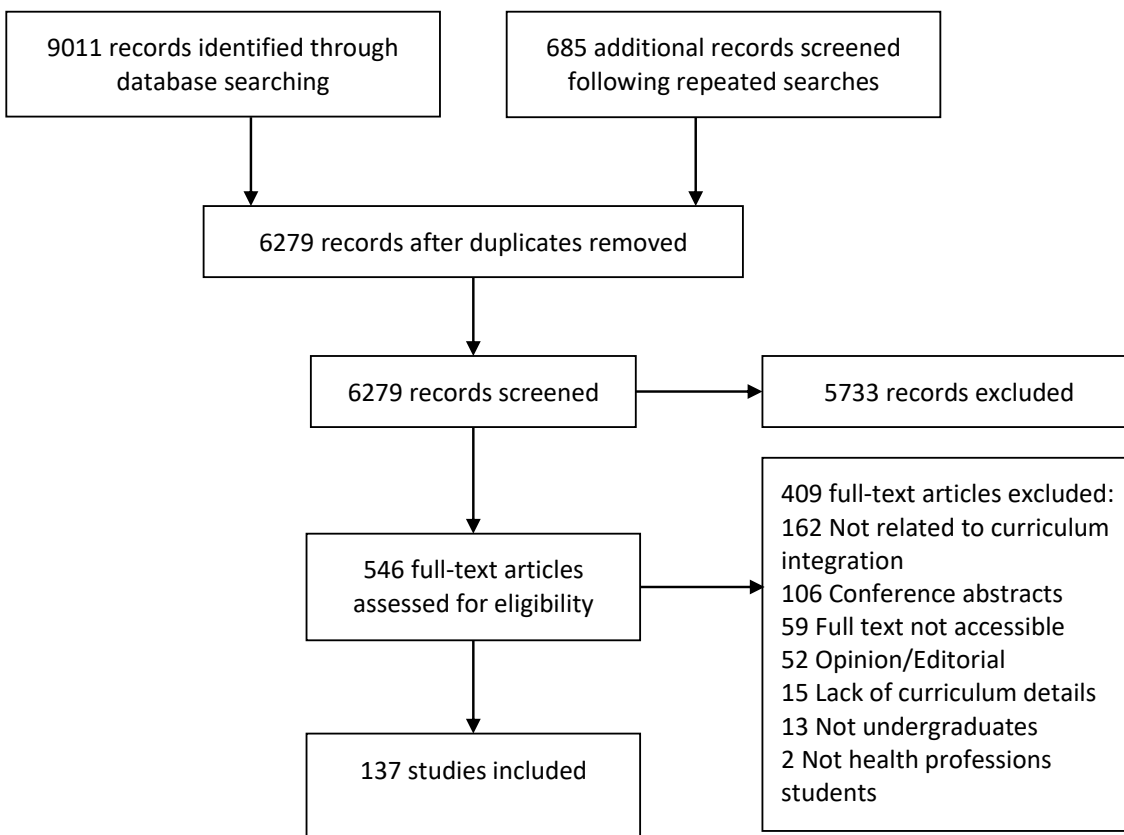 9011 records identified through
database searching
685 additional records screened
following repeated searches
6279 records after duplicates removed
6279 records screened
5733 records excluded
546 full-text articles
assessed for eligibility
409 full-text articles excluded:
162 Not related to curriculum
integration
106 Conference abstracts
59 Full text not accessible
52 Opinion/Editorial
15 Lack of curriculum details
13 Not undergraduates
2 Not health professions
students
137 studies included